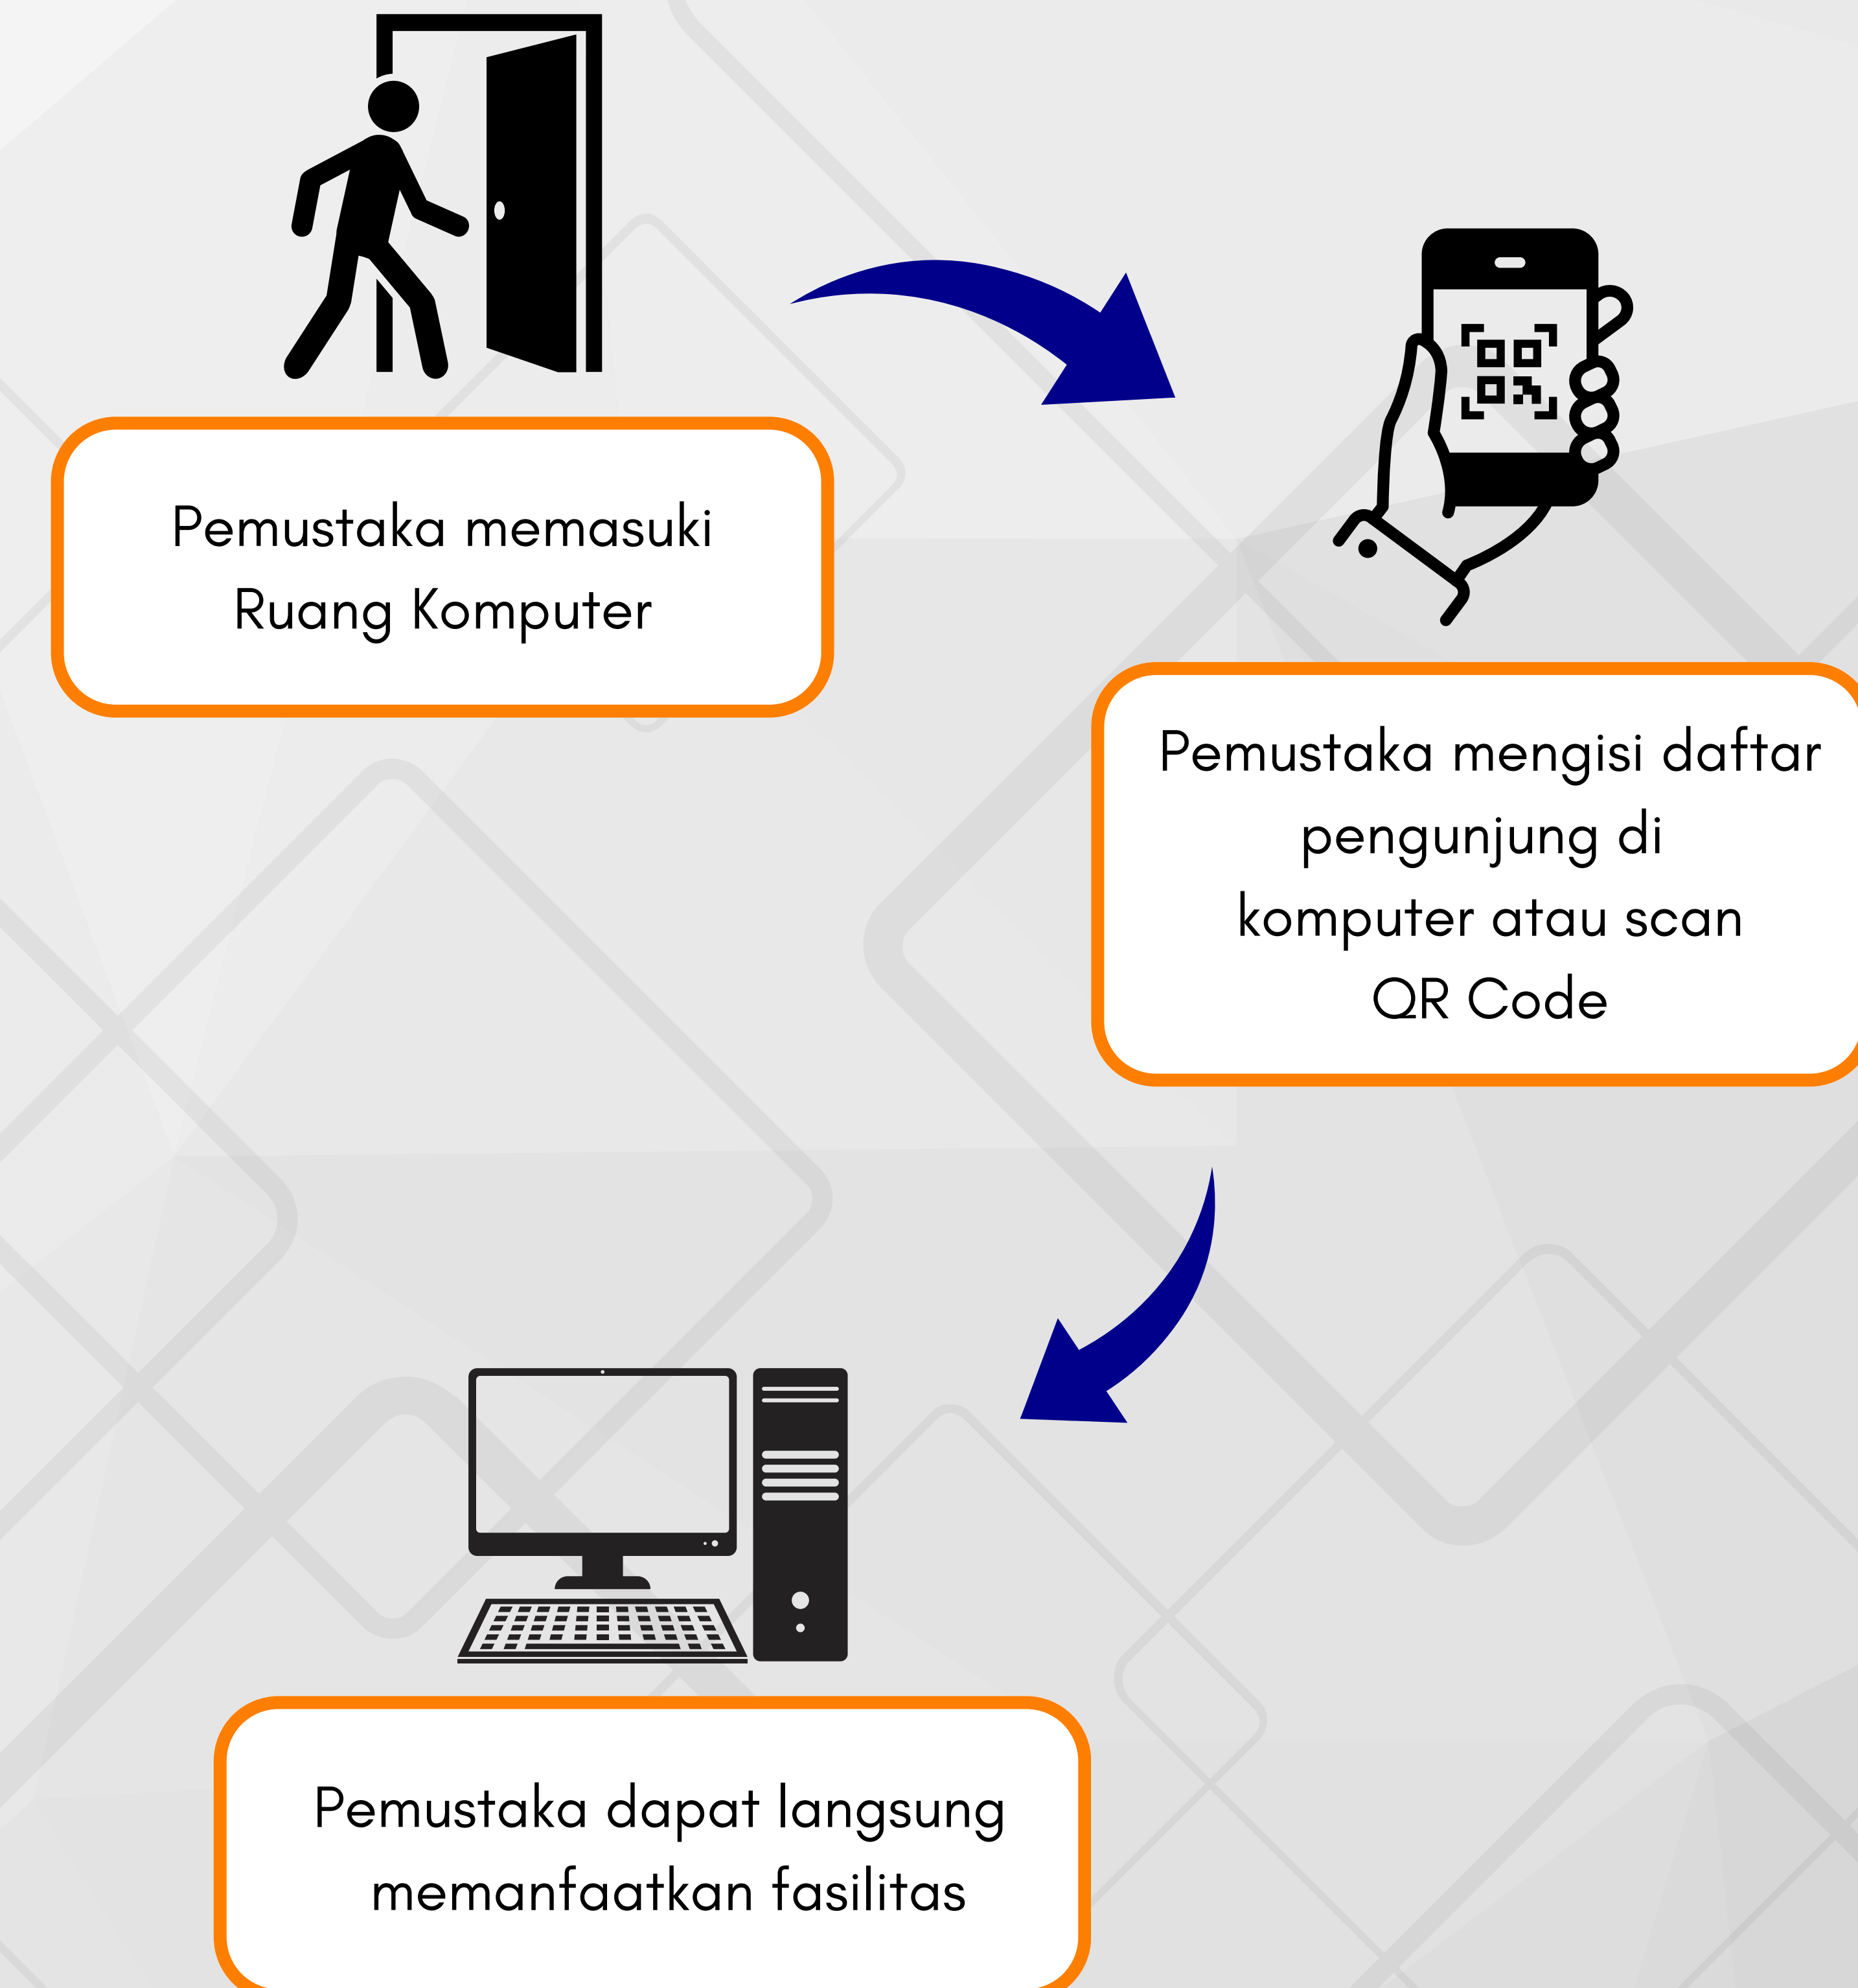 Pemustaka memasuki
Ruang Komputer
Pemustaka mengisi daftar
pengunjung di
komputer atau scan
QR Code
Pemustaka dapat langsung
memanfaatkan fasilitas